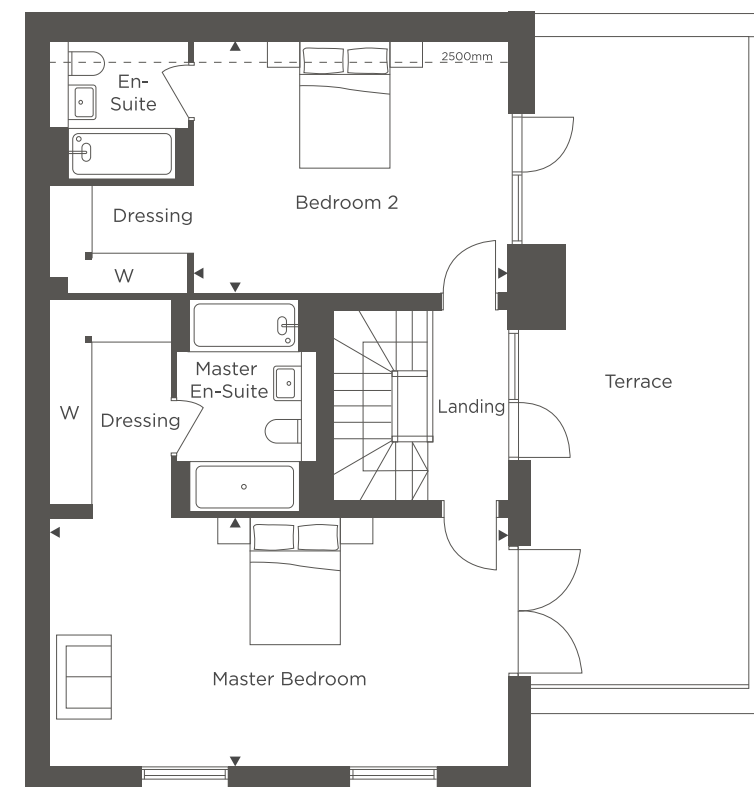 2500mm
En-
Suite
Bedroom 2
Dressing
W
Master
En-Suite
Terrace
Landing
W
Dressing
Master Bedroom